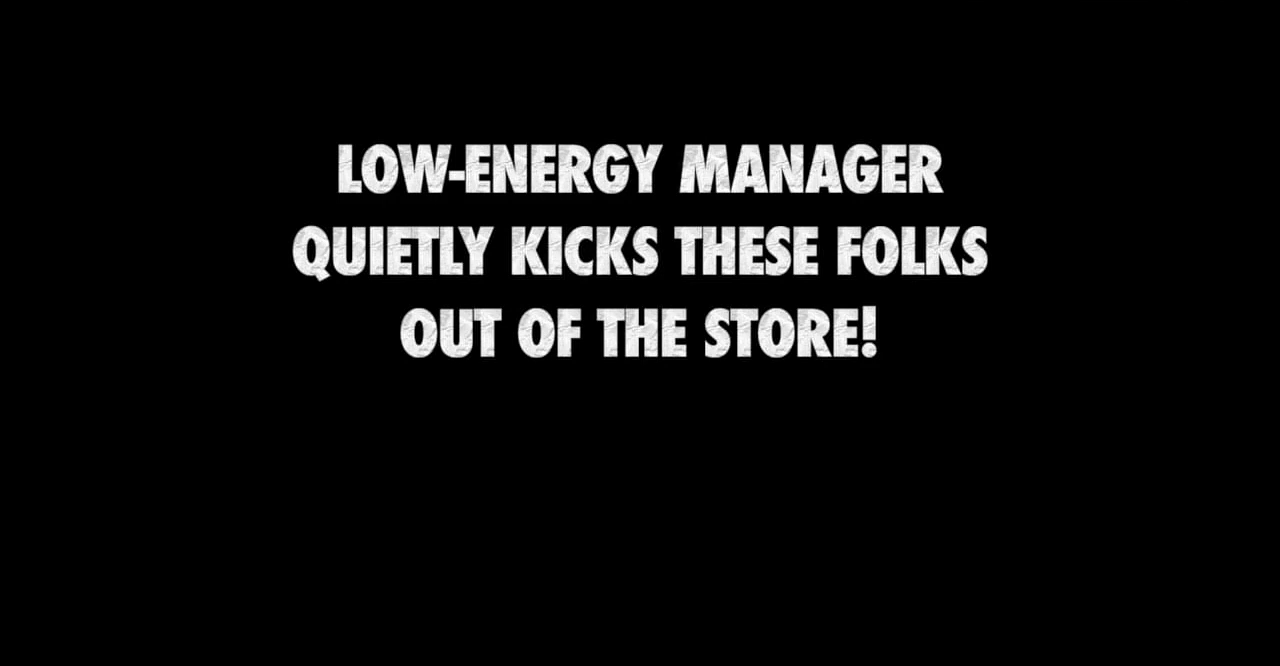 LOW-ENERGY MANAGER
QUIETLY KICKS THESE FOLKS
OUT OF THE STORE!